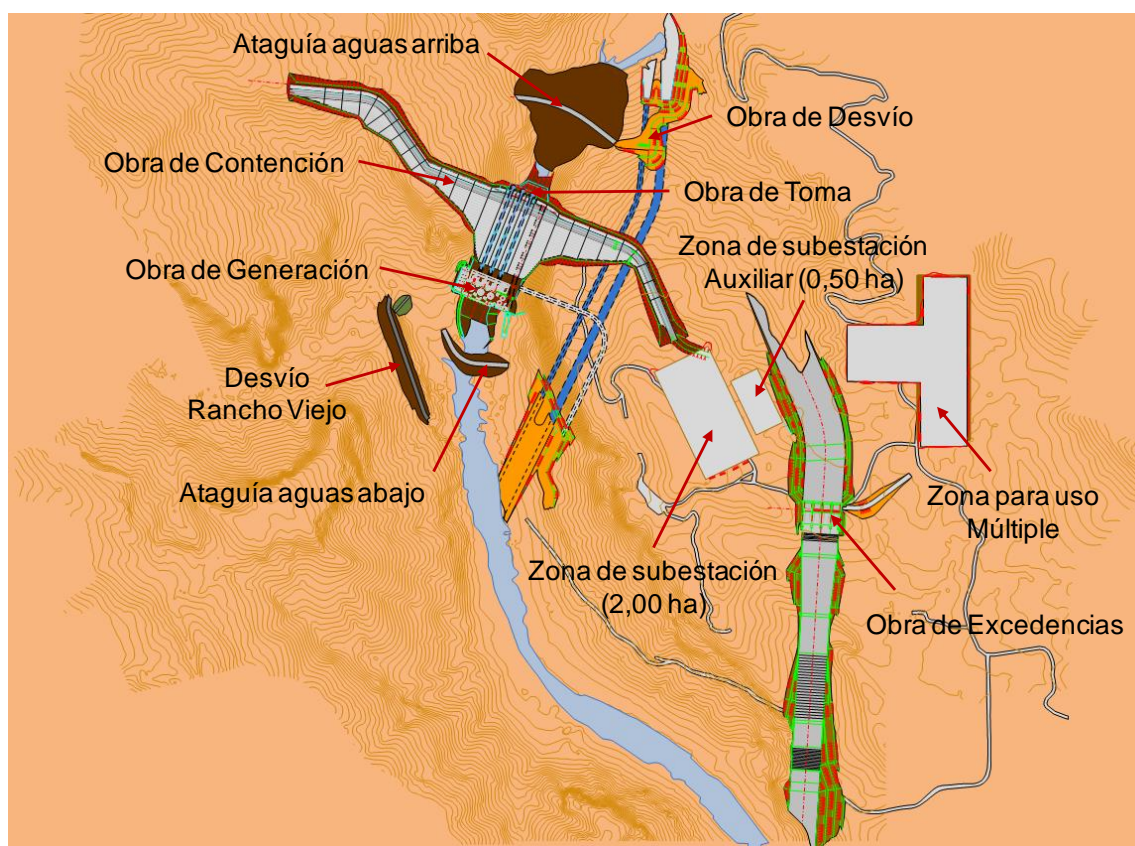 Ataguía aguas arriba
Obra de Desvío
Obra de Contención
Obra de Toma
Zona de subestación
Auxiliar (0,50 ha)
Obra de Generación
Desvío
Rancho Viejo
Ataguía aguas abajo
Zona para uso
Múltiple
Zona de subestación
(2,00 ha)
Obra de Excedencias